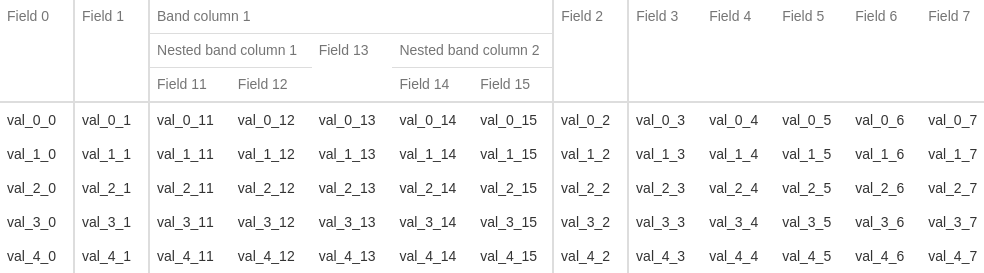 Field 0 Field 1 Band column 1 Field 2 Field 3 Field 4 Field 5 Field 6 Field 7
Nested band column 1 Field 13 Nested band column 2
Field 11 Field 12 Field 14 Field 15
val_0_0 val_0_1 val_0_11 val_0_12 val_0_13 val_0_14 val_0_15 val_0_2 val_0_3 val_0_4 val_0_5 val_0_6 val_0_7
val_1_0 val_1_1 val_1_11 val_1_12 val_1_13 val_1_14 val_1_15 val_1_2 val_1_3 val_1_4 val_1_5 val_1_6 val_1_7
val_2_0 val_2_1 val_2_11 val_2_12 val_2_13 val_2_14 val_2_15 val_2_2 val_2_3 val_2_4 val_2_5 val_2_6 val_2_7
val_3_0 val_3_1 val_3_11 val_3_12 val_3_13 val_3_14 val_3_15 val_3_2 val_3_3 val_3_4 val_3_5 val_3_6 val_3_7
val_4_0 val_4_1 val_4_11 val_4_12 val_4_13 val_4_14 val_4_15 val_4_2 val_4_3 val_4_4 val_4_5 val_4_6 val_4_7